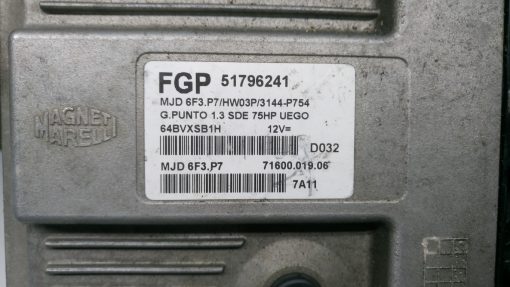 MAGNETI
MARELLI
FGP 51796241
MJD 6F3.P7/HW03P/3144-P754
G.PUNTO 1.3 SDE 75HP UEGO
64BVXSB1H 12V=
D032
MJD 6F3.P7 71600.019.06
7A11